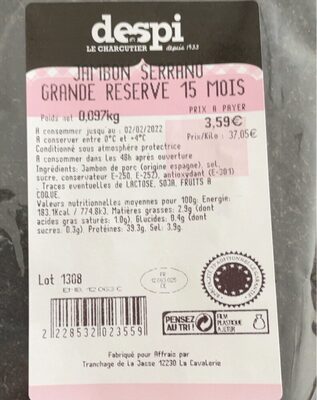 despi
LE CHARCUTIER depuis 1933
JAMBON SERRANO
GRANDE RESERVE 15 MOIS
Poids net 0,097kg
PRIX A PAYER
3,59€
Prix/Kilo : 37,05€
A consommer jusqu'au : 02/02/2022
A conserver entre 0°C et +4°C
Conditionné sous atmosphère protectrice
A consommer dans les 48h après ouverture
Ingrédients: Jambon de porc (origine espagne), sel,
sucre, conservateur (E-250, E-252), antioxydant (E-301)
Traces éventuelles de LACTOSE, SOJA, FRUITS A
COQUE
Valeurs nutritionnelles moyennes pour 100g: Energie:
183.1Kcal / 774.8kJ. Matières grasses: 2.9g (dont
acides gras saturés: 1.0g). Glucides: 0.4g (dont
sucres: 0.3g). Protéines: 39.3g. Sel: 3.9g.
Lot 1308
FR
CE
2 228532 023559
PENSEZ
AU TRI !
FILM
PLASTIQUE
À JETER
Fabriqué pour Affrais par
Tranchage de la Jasse 12230 La Cavalerie